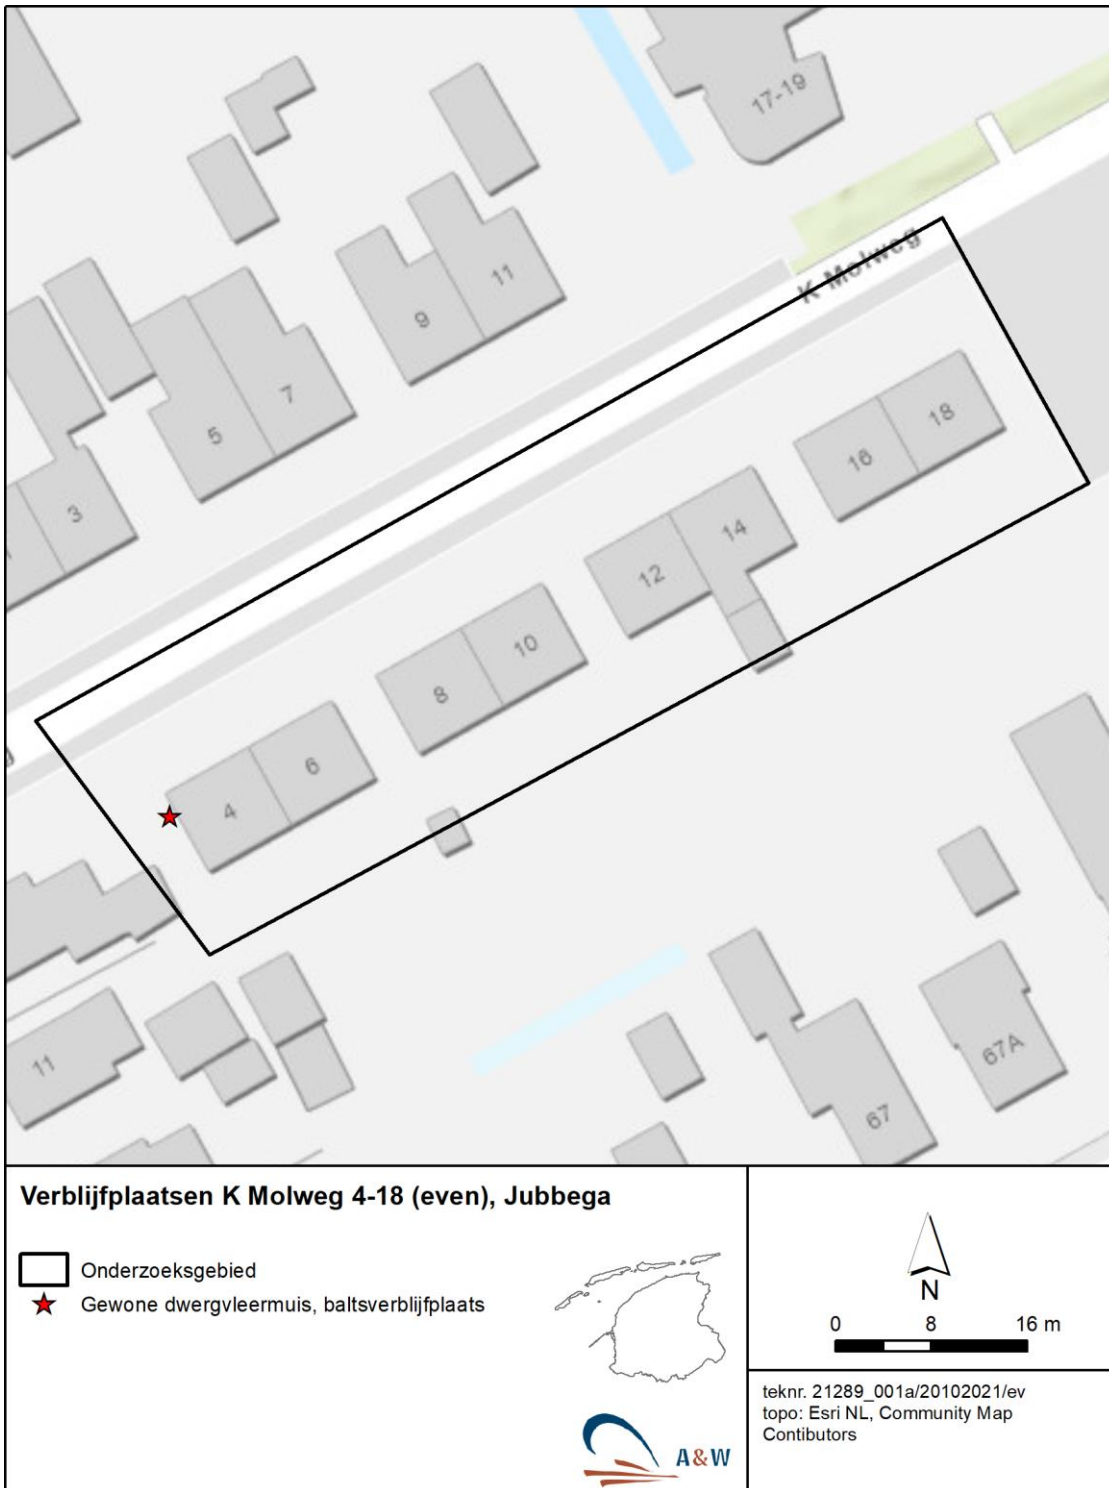 17-19
K Molweg
11
9
7
5
3
18
16
14
12
10
8
6
4
11
67A
67
Verblijfplaatsen K Molweg 4-18 (even), Jubbega
Onderzoeksgebied
Gewone dwergvleermuis, baltsverblijfplaats
A&W
N
0 8 16 m
teknr. 21289_001a/20102021/ev
topo: Esri NL, Community Map
Contibutors